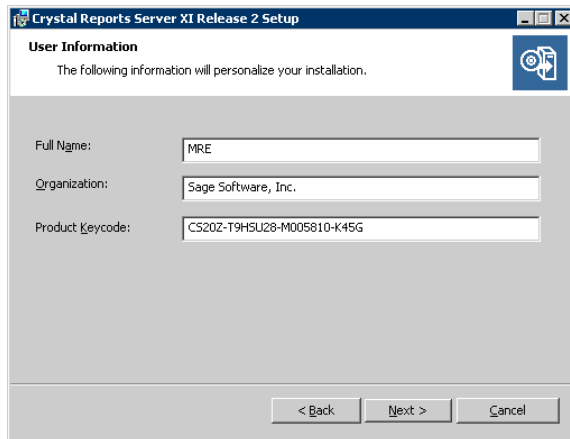 Crystal Reports Server XI Release 2 Setup
User Information
The following information will personalize your installation.
Full Name:
MRE
Organization:
Sage Software, Inc.
Product Keycode:
CS20Z-T9HSU28-M005810-K45G
< Back Next > Cancel